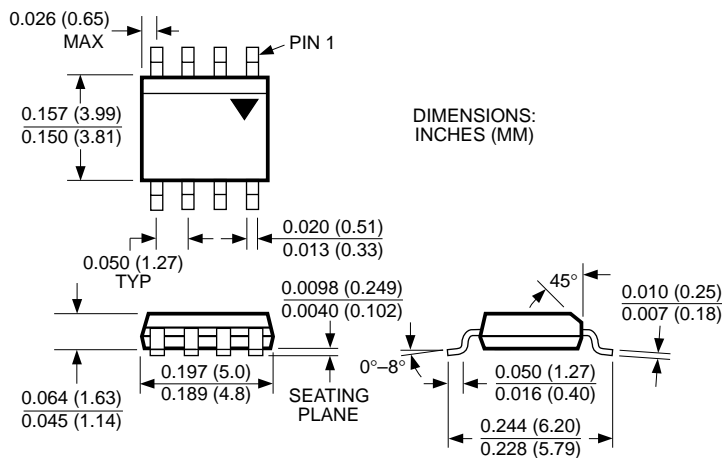 0.026 (0.65)
MAX
PIN 1
0.157 (3.99)
0.150 (3.81)
DIMENSIONS:
INCHES (MM)
0.020 (0.51)
0.013 (0.33)
0.050 (1.27)
TYP
0.0098 (0.249)
0.0040 (0.102)
45°
0.010 (0.25)
0.007 (0.18)
0°–8°
0.197 (5.0)
0.189 (4.8)
SEATING
PLANE
0.050 (1.27)
0.016 (0.40)
0.064 (1.63)
0.045 (1.14)
0.244 (6.20)
0.228 (5.79)